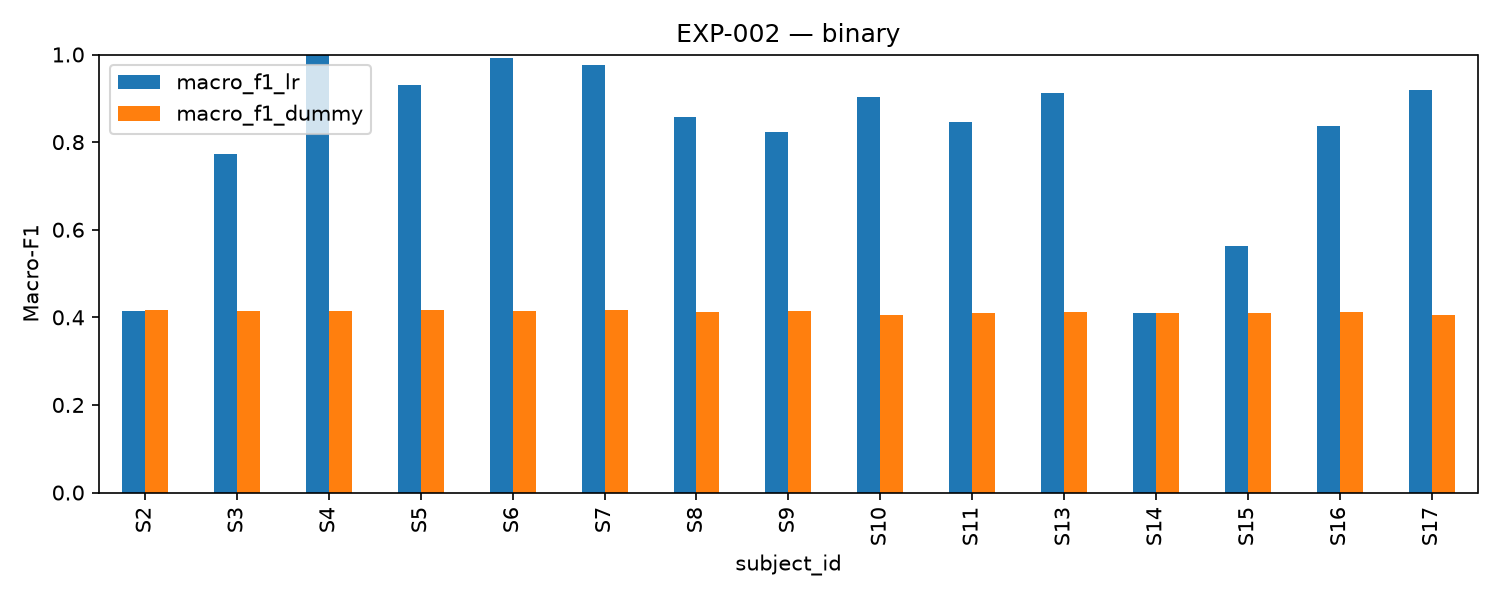 EXP-002 — binary
macro_f1_lr
macro_f1_dummy
Macro-F1
1.0
0.8
0.6
0.4
0.2
0.0
S2 S3 S4 S5 S6 S7 S8 S9 S10 S11 S13 S14 S15 S16 S17
subject_id